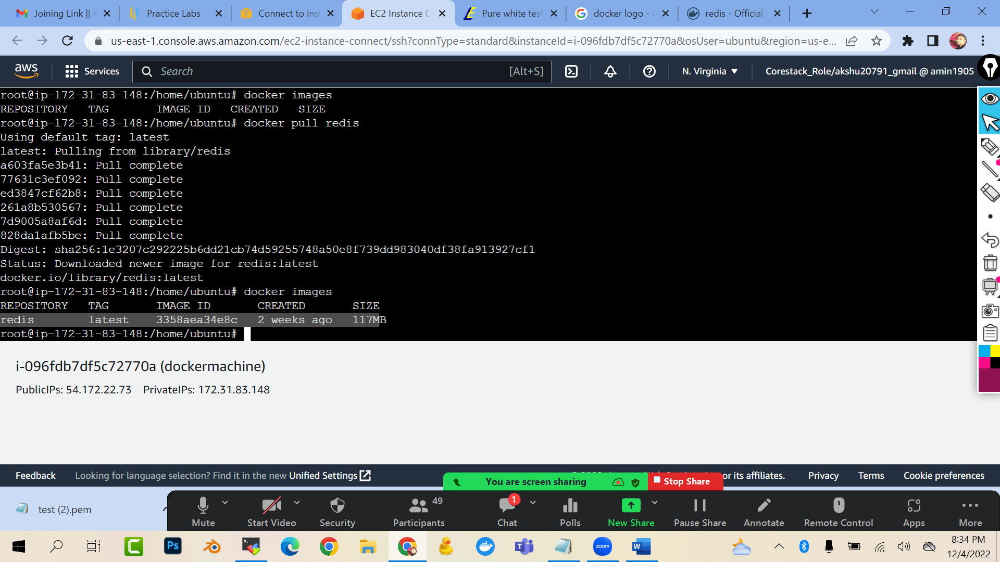 Joining Link || P
Practice Labs
Connect to inst
EC2 Instance C
Pure white test
docker logo - G
redis - Official
us-east-1.console.aws.amazon.com/ec2-instance-connect/ssh?connType=standard&instanceId=i-096fdb7df5c72770a&osUser=ubuntu&region=us-e...
aws
Services
Search
[Alt+S]
N. Virginia
Corestack_Role/akshu20791_gmail @ amin1905
root@ip-172-31-83-148:/home/ubuntu# docker images
REPOSITORY TAG IMAGE ID CREATED SIZE
root@ip-172-31-83-148:/home/ubuntu# docker pull redis
Using default tag: latest
latest: Pulling from library/redis
a603fa5e3b41: Pull complete
77631c3ef092: Pull complete
ed3847cf62b8: Pull complete
261a8b530567: Pull complete
7d9005a8af6d: Pull complete
828da1afb5be: Pull complete
Digest: sha256:1e3207c292225b6dd21cb74d59255748a50e8f739dd983040df38fa913927cf1
Status: Downloaded newer image for redis:latest
docker.io/library/redis:latest
root@ip-172-31-83-148:/home/ubuntu# docker images
REPOSITORY TAG IMAGE ID CREATED SIZE
redis latest 3358aea34e8c 2 weeks ago 117MB
root@ip-172-31-83-148:/home/ubuntu#
i-096fdb7df5c72770a (dockermachine)
PublicIPs: 54.172.22.73 PrivateIPs: 172.31.83.148
Feedback
Looking for language selection? Find it in the new Unified Settings
or its affiliates.
Privacy
Terms
Cookie preferences
You are screen sharing
Stop Share
test (2).pem
49
1
Mute
Start Video
Security
Participants
Chat
Polls
New Share
Pause Share
Annotate
Remote Control
Apps
More
Ps
zoom
W
8:34 PM
12/4/2022